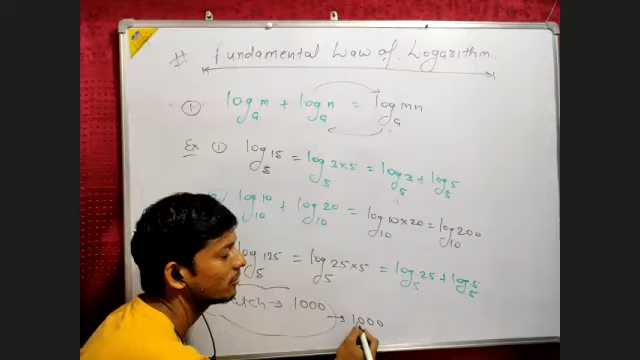 # Fundamental Law of Logarithm.
① log_a m + log_a n = log_a mn
Ex ① log_5 15 = log_5 3×5 = log_5 3 + log_5 5
log_10 10 + log_10 20 = log_10 10×20 = log_10 200
log_5 125 = log_5 25×5 = log_5 25 + log_5 5
→ 1000
→ 1000